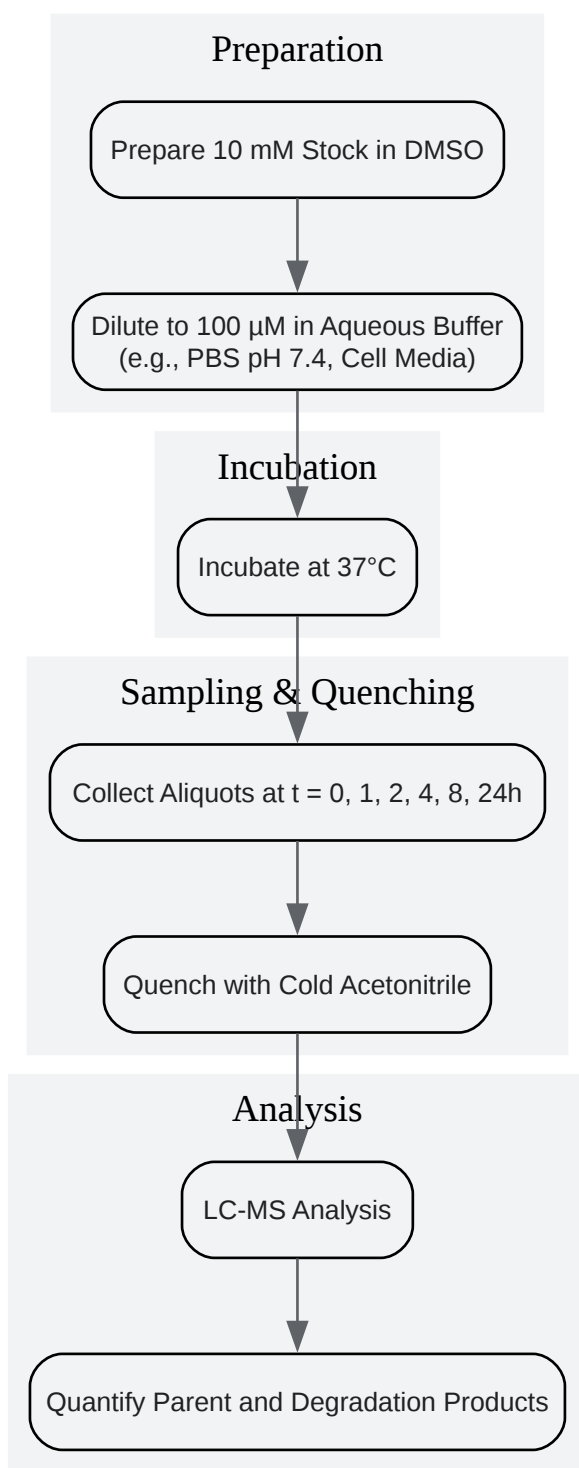 Preparation
Prepare 10 mM Stock in DMSO
Dilute to 100 µM in Aqueous Buffer
(e.g., PBS pH 7.4, Cell Media)
Incubation
Incubate at 37°C
Sampling & Quenching
Collect Aliquots at t = 0, 1, 2, 4, 8, 24h
Quench with Cold Acetonitrile
Analysis
LC-MS Analysis
Quantify Parent and Degradation Products